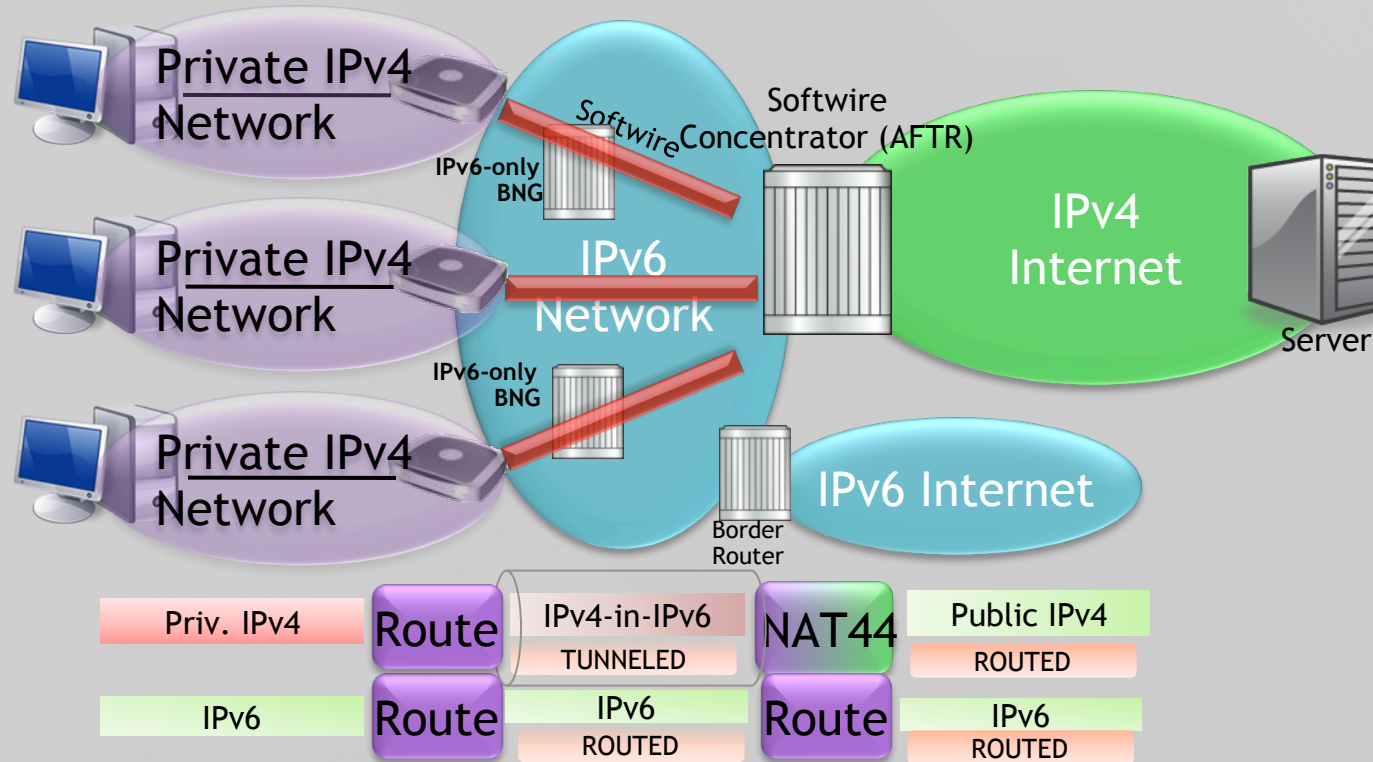 Private IPv4
Network
Softwire
IPv6-only
BNG
Softwire
Concentrator (AFTR)
IPv4
Internet
Server
Private IPv4
Network
IPv6
Network
IPv6-only
BNG
Private IPv4
Network
Border
Router
IPv6 Internet
Priv. IPv4
Route
IPv4-in-IPv6
TUNNELED
NAT44
Public IPv4
ROUTED
IPv6
Route
IPv6
ROUTED
Route
IPv6
ROUTED